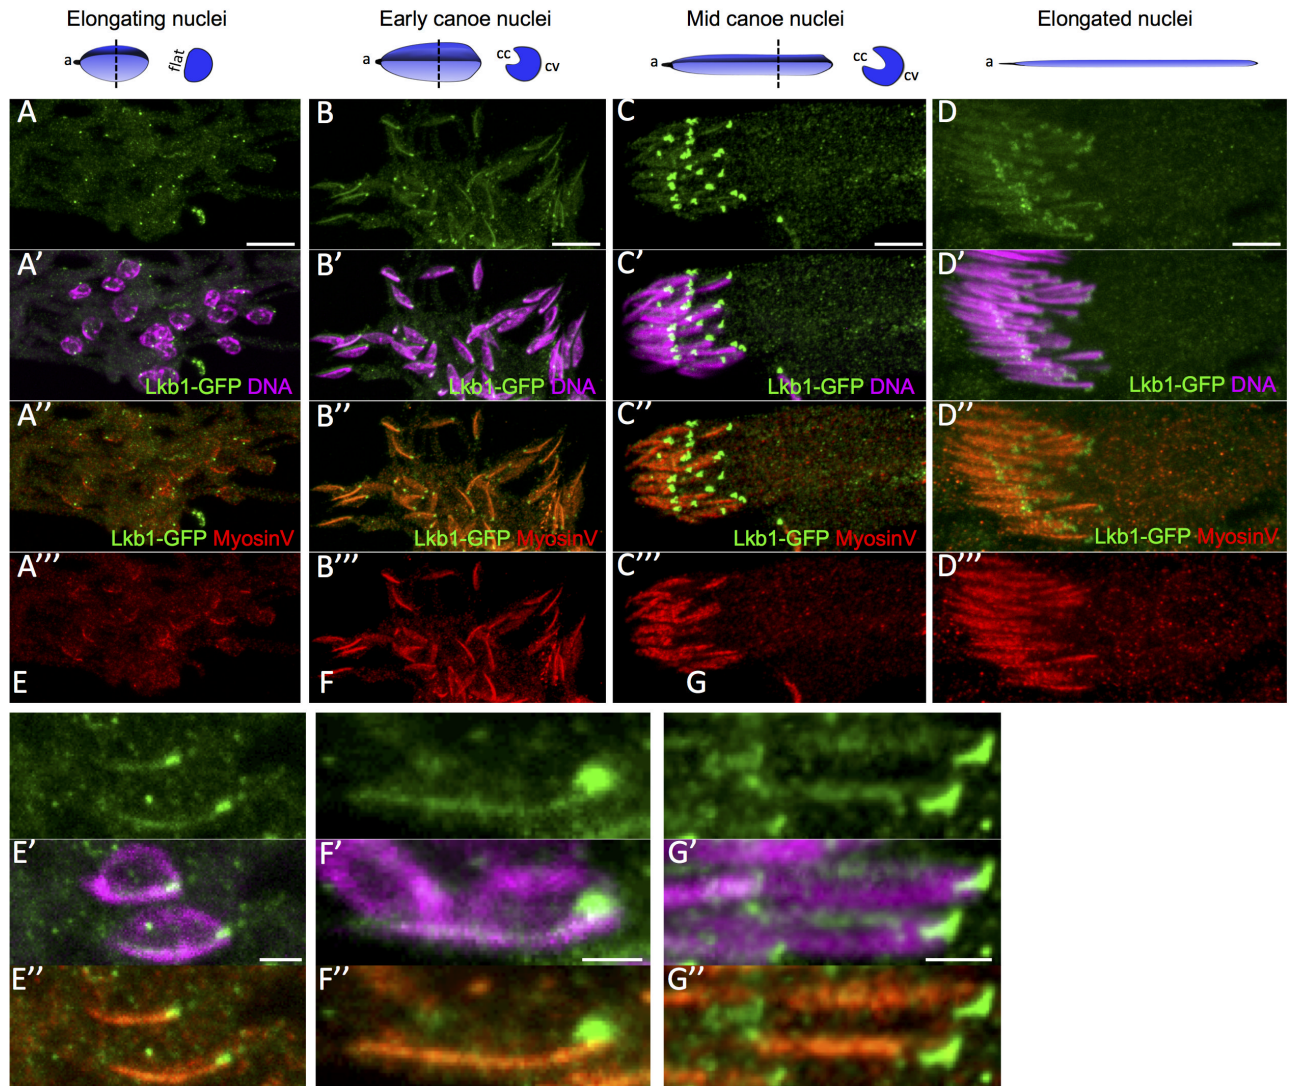 Elongating nuclei Early canoe nuclei Mid canoe nuclei Elongated nuclei
a flat a cc cv a cc cv a
A B C D
A’ B’ C’ D’
Lkb1-GFP DNA Lkb1-GFP DNA Lkb1-GFP DNA Lkb1-GFP DNA
A’’ B’’ C’’ D’’
Lkb1-GFP MyosinV Lkb1-GFP MyosinV Lkb1-GFP MyosinV Lkb1-GFP MyosinV
A’’’ B’’’ C’’’ D’’’
E F G
E’ F’ G’
E’’ F’’ G’’